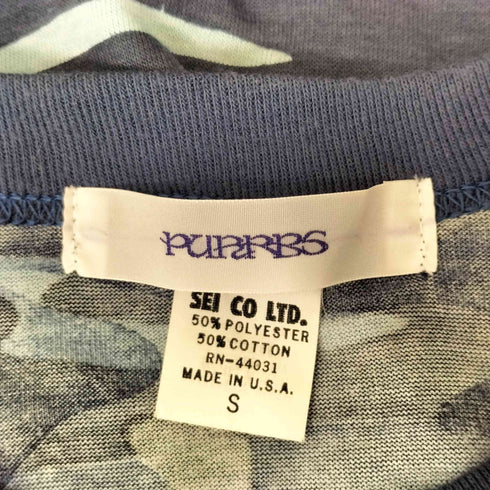 PURRBS
SEI CO LTD.
50% POLYESTER
50% COTTON
RN-44031
MADE IN U.S.A.
S